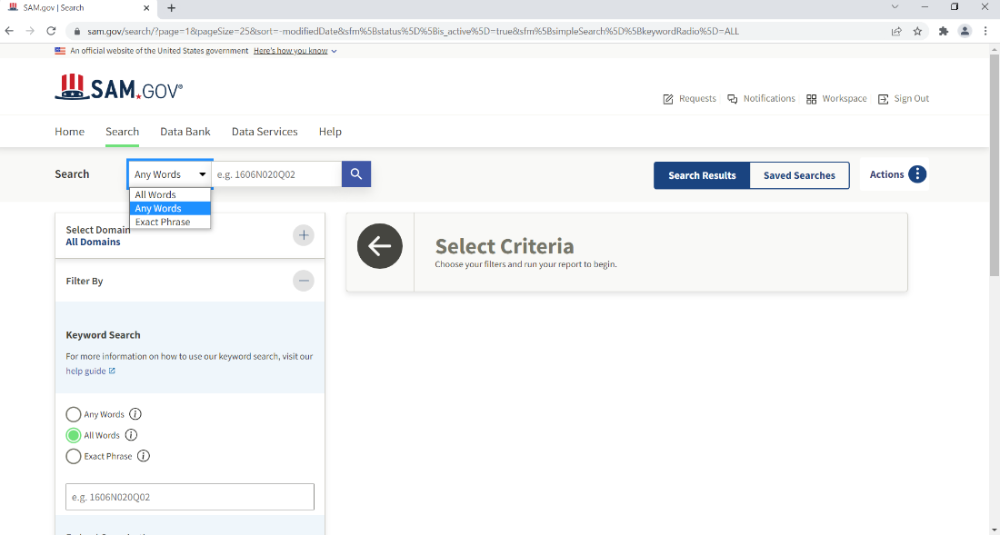 SAM.gov | Search
sam.gov/search/?page=1&pageSize=25&sort=-modifiedDate&sfm%5Bstatus%5D%5Bis_active%5D=true&sfm%5BsimpleSearch%5D%5BkeywordRadio%5D=ALL
An official website of the United States government Here's how you know
SAM.GOV®
Requests Notifications Workspace Sign Out
Home Search Data Bank Data Services Help
Search Any Words e.g. 1606N020Q02 Search Results Saved Searches Actions
All Words
Any Words
Exact Phrase
Select Domain
All Domains
Select Criteria
Choose your filters and run your report to begin.
Filter By
Keyword Search
For more information on how to use our keyword search, visit our
help guide
Any Words
All Words
Exact Phrase
e.g. 1606N020Q02